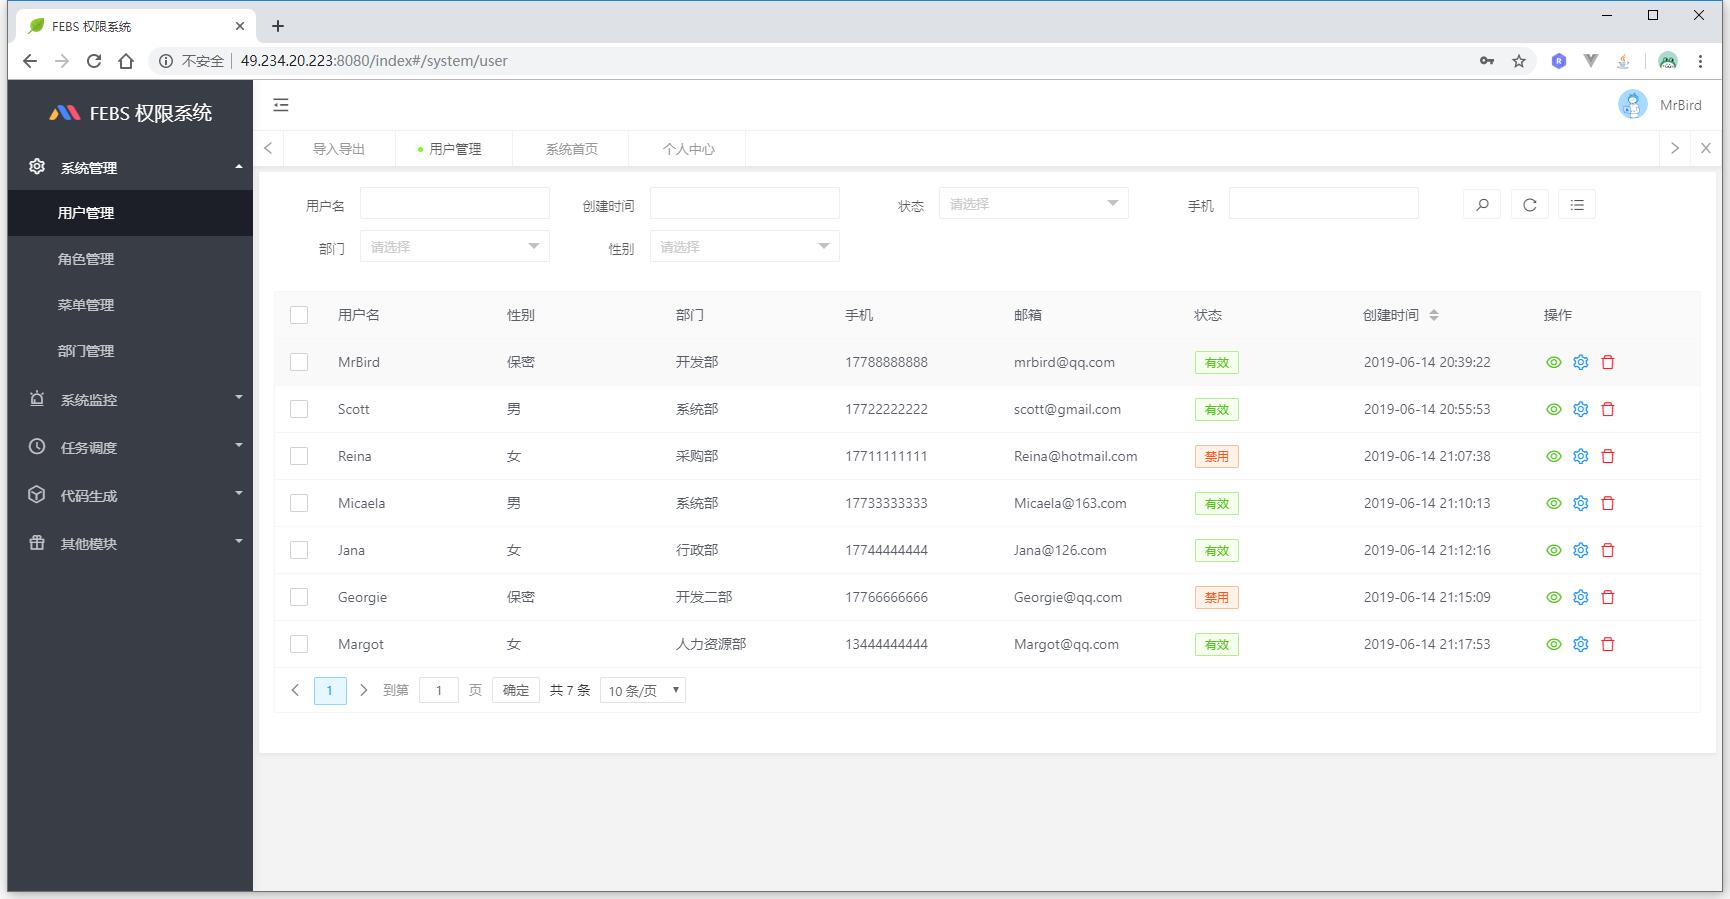 FEBS 权限系统
不安全 49.234.20.223:8080/index#/system/user
FEBS 权限系统
MrBird
导入导出 用户管理 系统首页 个人中心
系统管理
用户管理
角色管理
菜单管理
部门管理
系统监控
任务调度
代码生成
其他模块
用户名 创建时间 状态 请选择 手机
部门 请选择 性别 请选择
用户名 性别 部门 手机 邮箱 状态 创建时间 操作
MrBird 保密 开发部 17788888888 mrbird@qq.com 有效 2019-06-14 20:39:22
Scott 男 系统部 17722222222 scott@gmail.com 有效 2019-06-14 20:55:53
Reina 女 采购部 17711111111 Reina@hotmail.com 禁用 2019-06-14 21:07:38
Micaela 男 系统部 17733333333 Micaela@163.com 有效 2019-06-14 21:10:13
Jana 女 行政部 17744444444 Jana@126.com 有效 2019-06-14 21:12:16
Georgie 保密 开发二部 17766666666 Georgie@qq.com 禁用 2019-06-14 21:15:09
Margot 女 人力资源部 13444444444 Margot@qq.com 有效 2019-06-14 21:17:53
1 到第 1 页 确定 共 7 条 10 条/页